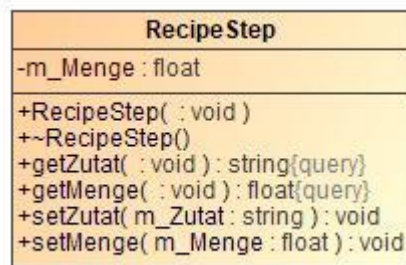 RecipeStep
-m_Menge : float
+RecipeStep( : void )
+~RecipeStep()
+getZutat( : void ) : string{query}
+getMenge( : void ) : float{query}
+setZutat( m_Zutat : string ) : void
+setMenge( m_Menge : float ) : void